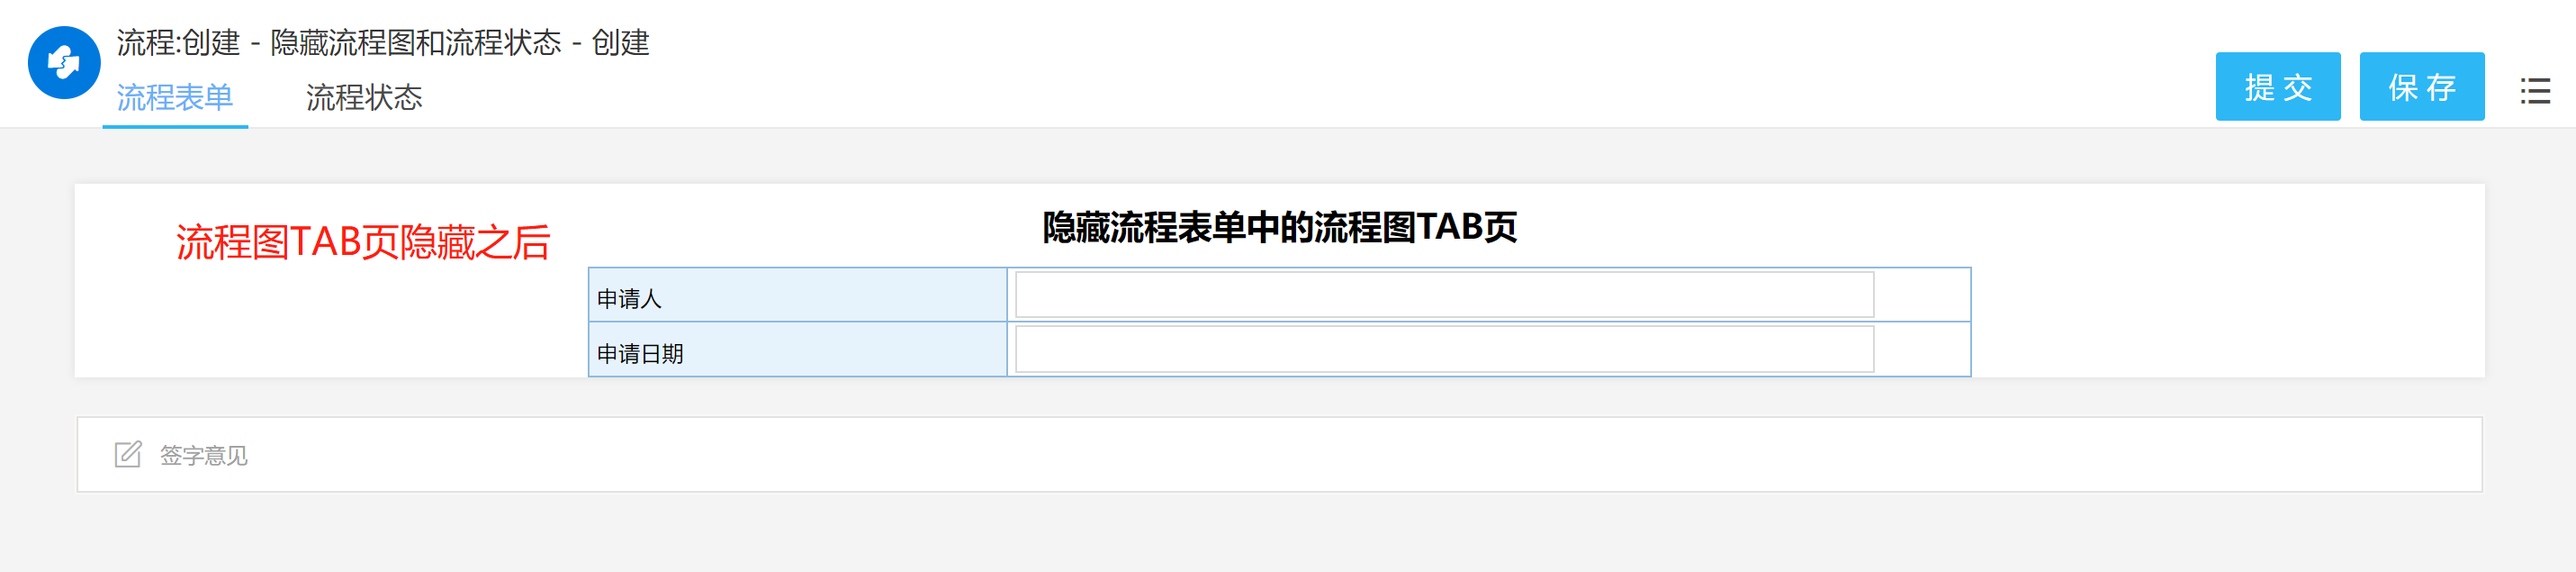 流程:创建 - 隐藏流程图和流程状态 - 创建
流程表单 流程状态
提 交 保 存
流程图TAB页隐藏之后
隐藏流程表单中的流程图TAB页
申请人
申请日期
签字意见